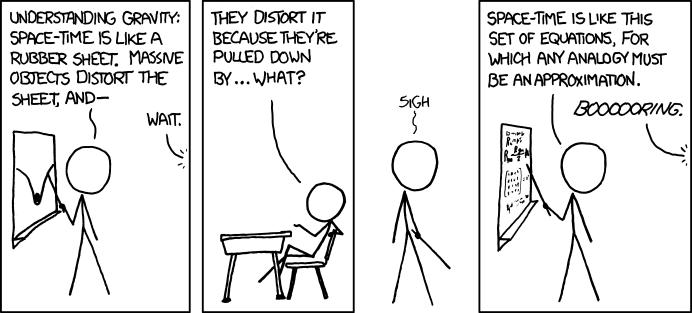 UNDERSTANDING GRAVITY:
SPACE-TIME IS LIKE A
RUBBER SHEET. MASSIVE
OBJECTS DISTORT THE
SHEET, AND—
WAIT.
THEY DISTORT IT
BECAUSE THEY'RE
PULLED DOWN
BY... WHAT?
SIGH
SPACE-TIME IS LIKE THIS
SET OF EQUATIONS, FOR
WHICH ANY ANALOGY MUST
BE AN APPROXIMATION.
BOOOOORING.